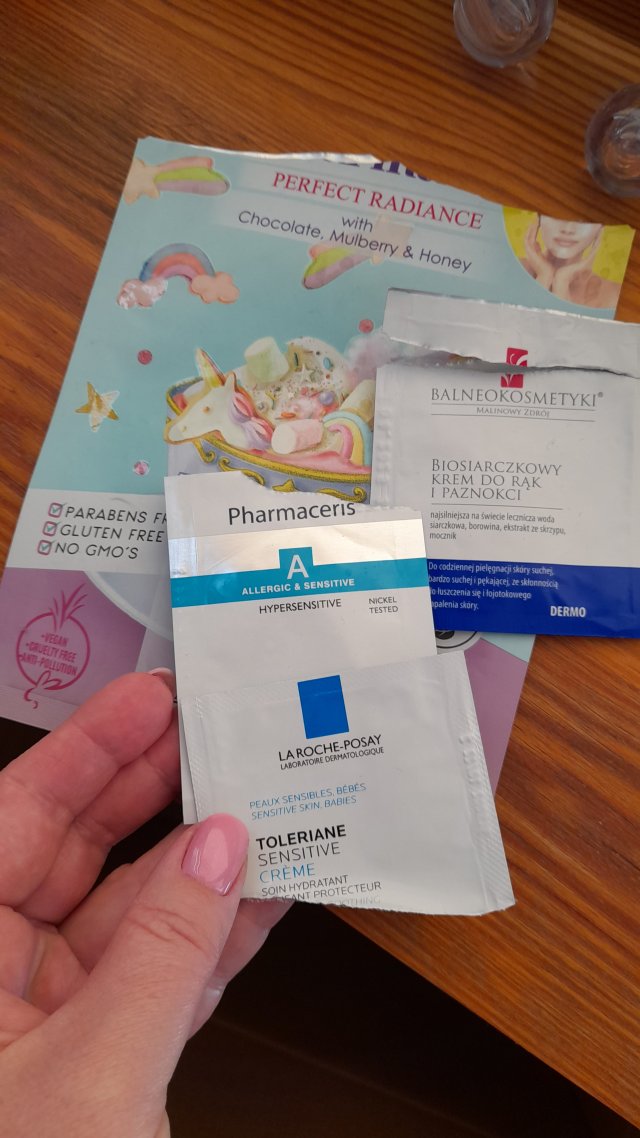 PERFECT RADIANCE
with
Chocolate, Mulberry & Honey
PARABENS
GLUTEN FREE
NO GMO'S
•VEGAN
•CRUELTY FREE
•ANTI-POLLUTION
BALNEOKOSMETYKI®
MALINOWY ZDRÓJ
BIOSIARCZKOWY
KREM DO RĄK
I PAZNOKCI
najsilniejsza na świecie lecznicza woda
siarczkowa, borowina, ekstrakt ze skrzypu,
mocznik
Do codziennej pielęgnacji skóry suchej,
bardzo suchej i pękającej, ze skłonnością
do łuszczenia się i łojotokowego
zapalenia skóry.
DERMO
Pharmaceris
A
ALLERGIC & SENSITIVE
HYPERSENSITIVE
NICKEL
TESTED
LA ROCHE-POSAY
LABORATOIRE DERMATOLOGIQUE
PEAUX SENSIBLES, BÉBÉS
SENSITIVE SKIN, BABIES
TOLERIANE
SENSITIVE
CRÈME
SOIN HYDRATANT
PROTECTEUR